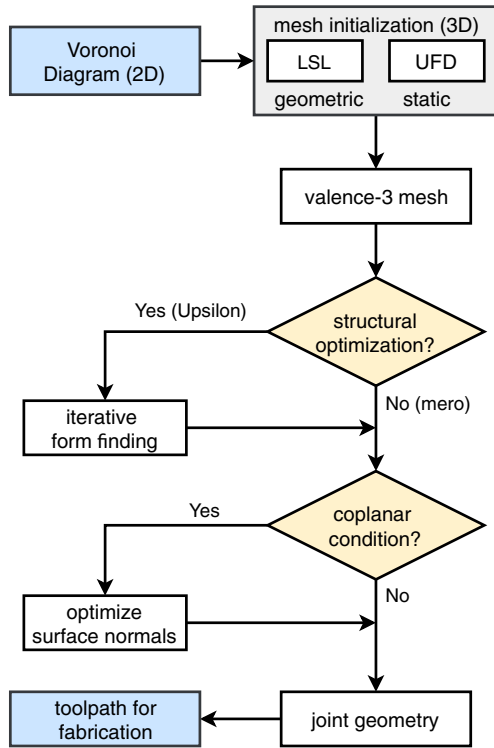 Voronoi
Diagram (2D)
mesh initialization (3D)
LSL
UFD
geometric
static
valence-3 mesh
Yes (Upsilon)
structural
optimization?
No (mero)
iterative
form finding
Yes
coplanar
condition?
No
optimize
surface normals
toolpath for
fabrication
joint geometry